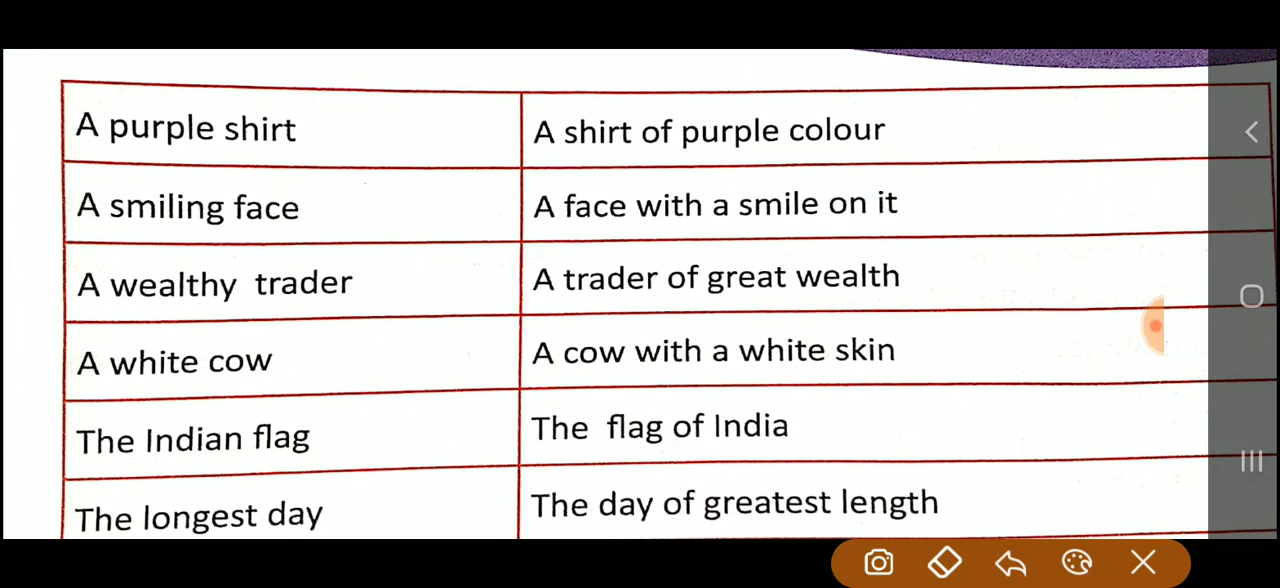 A purple shirt
A shirt of purple colour
A smiling face
A face with a smile on it
A wealthy trader
A trader of great wealth
A white cow
A cow with a white skin
The Indian flag
The flag of India
The longest day
The day of greatest length